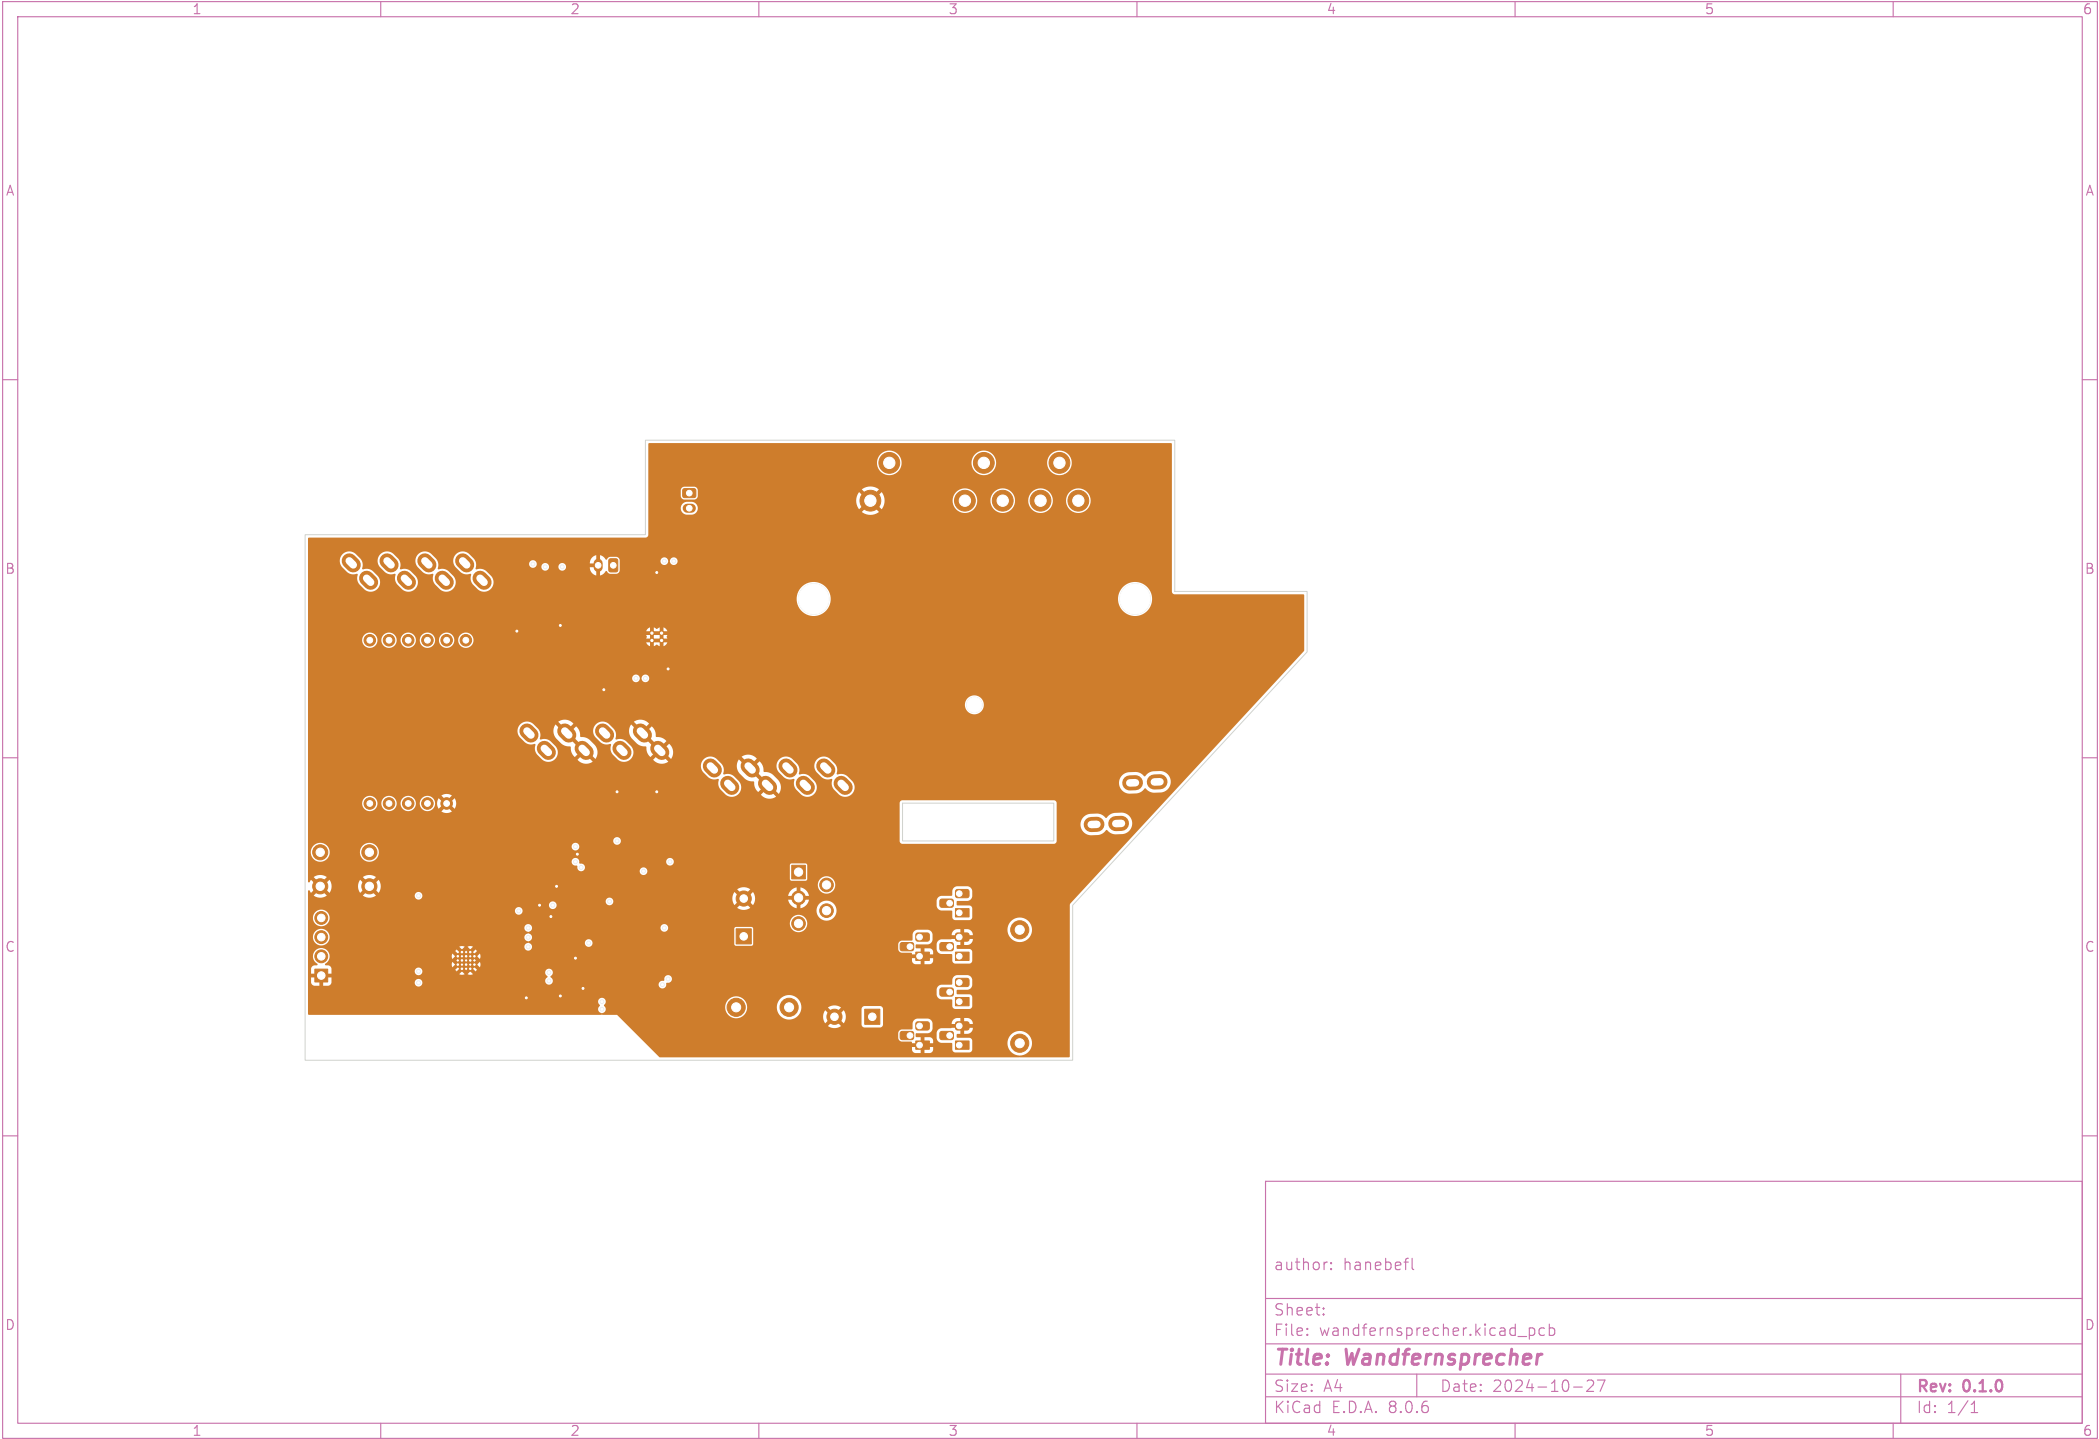 1 2 3 4 5 6
A A
B B
C C
author: hanebefl
Sheet:
D D
File: wandfernsprecher.kicad_pcb
Title: Wandfernsprecher
Size: A4 Date: 2024-10-27 Rev: 0.1.0
KiCad E.D.A. 8.0.6 Id: 1/1
1 2 3 4 5 6